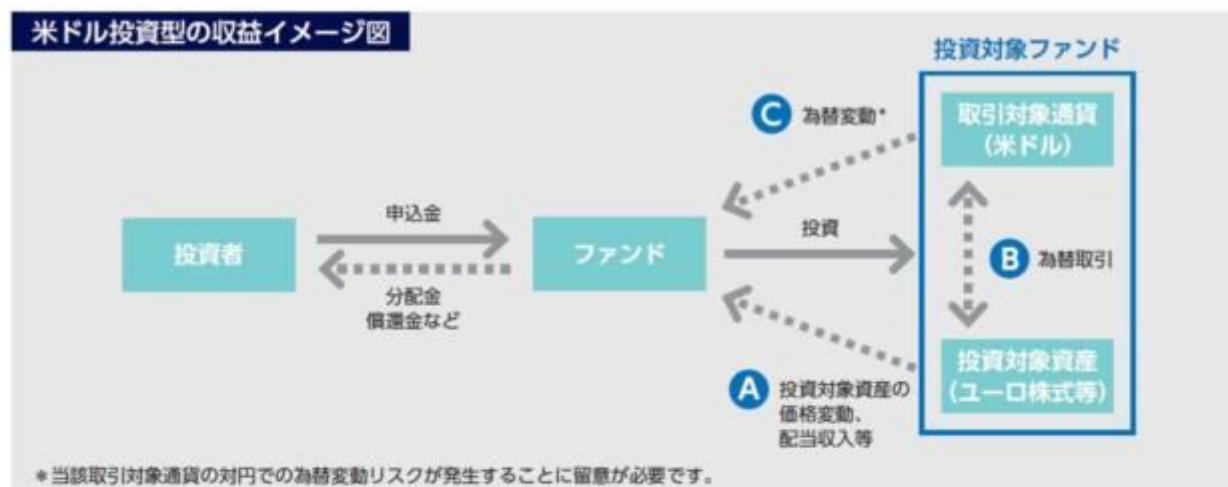 米ドル投資型の収益イメージ図
投資対象ファンド
C 為替変動*
取引対象通貨
(米ドル)
申込金
投資者
ファンド
投資
B 為替取引
分配金
償還金など
A 投資対象資産の
価格変動、
配当収入等
投資対象資産
(ユーロ株式等)
*当該取引対象通貨の対円での為替変動リスクが発生することに留意が必要です。